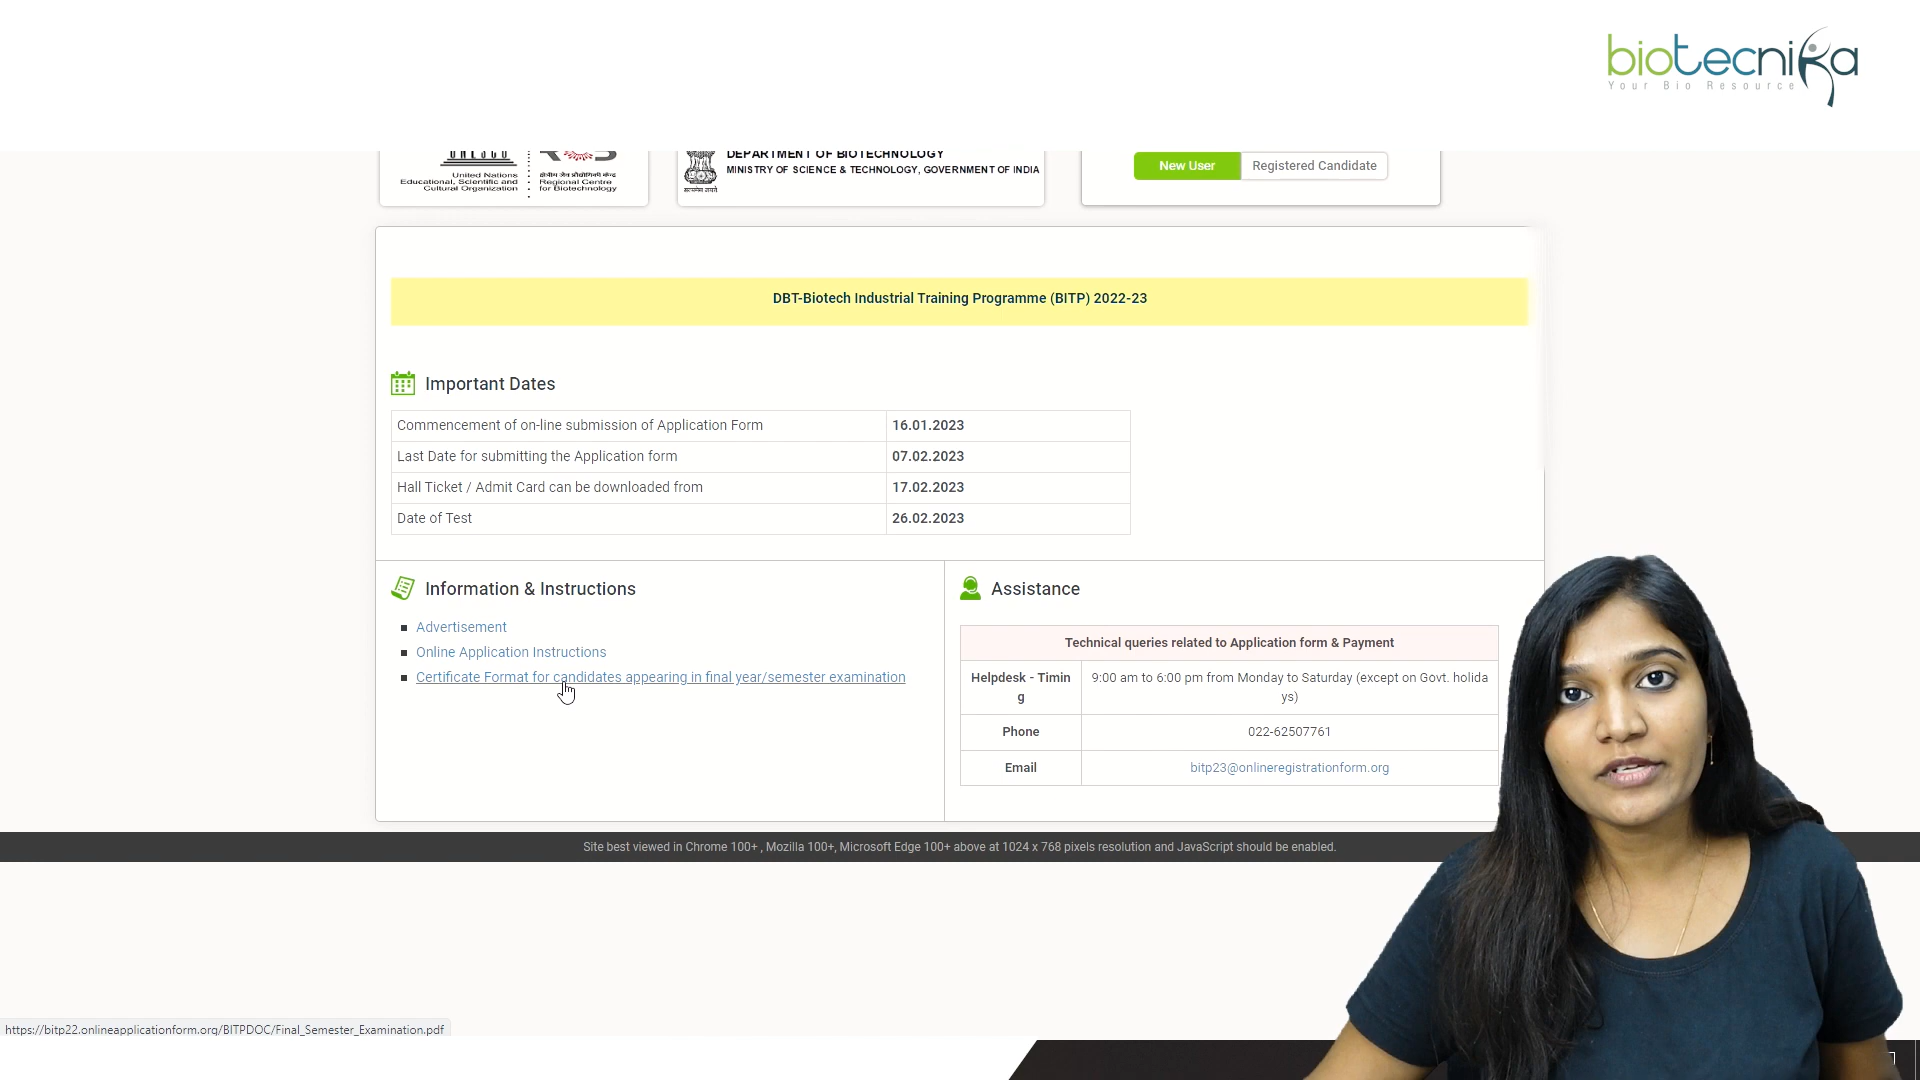 biotecnika
Your Bio Resource
UNESCO
United Nations
Educational, Scientific and
Cultural Organization
क्षेत्रीय जैव प्रौद्योगिकी केन्द्र
Regional Centre
for Biotechnology
सत्यमेव जयते
DEPARTMENT OF BIOTECHNOLOGY
MINISTRY OF SCIENCE & TECHNOLOGY, GOVERNMENT OF INDIA
New User
Registered Candidate
DBT-Biotech Industrial Training Programme (BITP) 2022-23
Important Dates
Commencement of on-line submission of Application Form 16.01.2023
Last Date for submitting the Application form 07.02.2023
Hall Ticket / Admit Card can be downloaded from 17.02.2023
Date of Test 26.02.2023
Information & Instructions
Advertisement
Online Application Instructions
Certificate Format for candidates appearing in final year/semester examination
Assistance
Technical queries related to Application form & Payment
Helpdesk - Timin
g
9:00 am to 6:00 pm from Monday to Saturday (except on Govt. holida
ys)
Phone 022-62507761
Email bitp23@onlineregistrationform.org
Site best viewed in Chrome 100+ , Mozilla 100+, Microsoft Edge 100+ above at 1024 x 768 pixels resolution and JavaScript should be enabled.
https://bitp22.onlineapplicationform.org/BITPDOC/Final_Semester_Examination.pdf